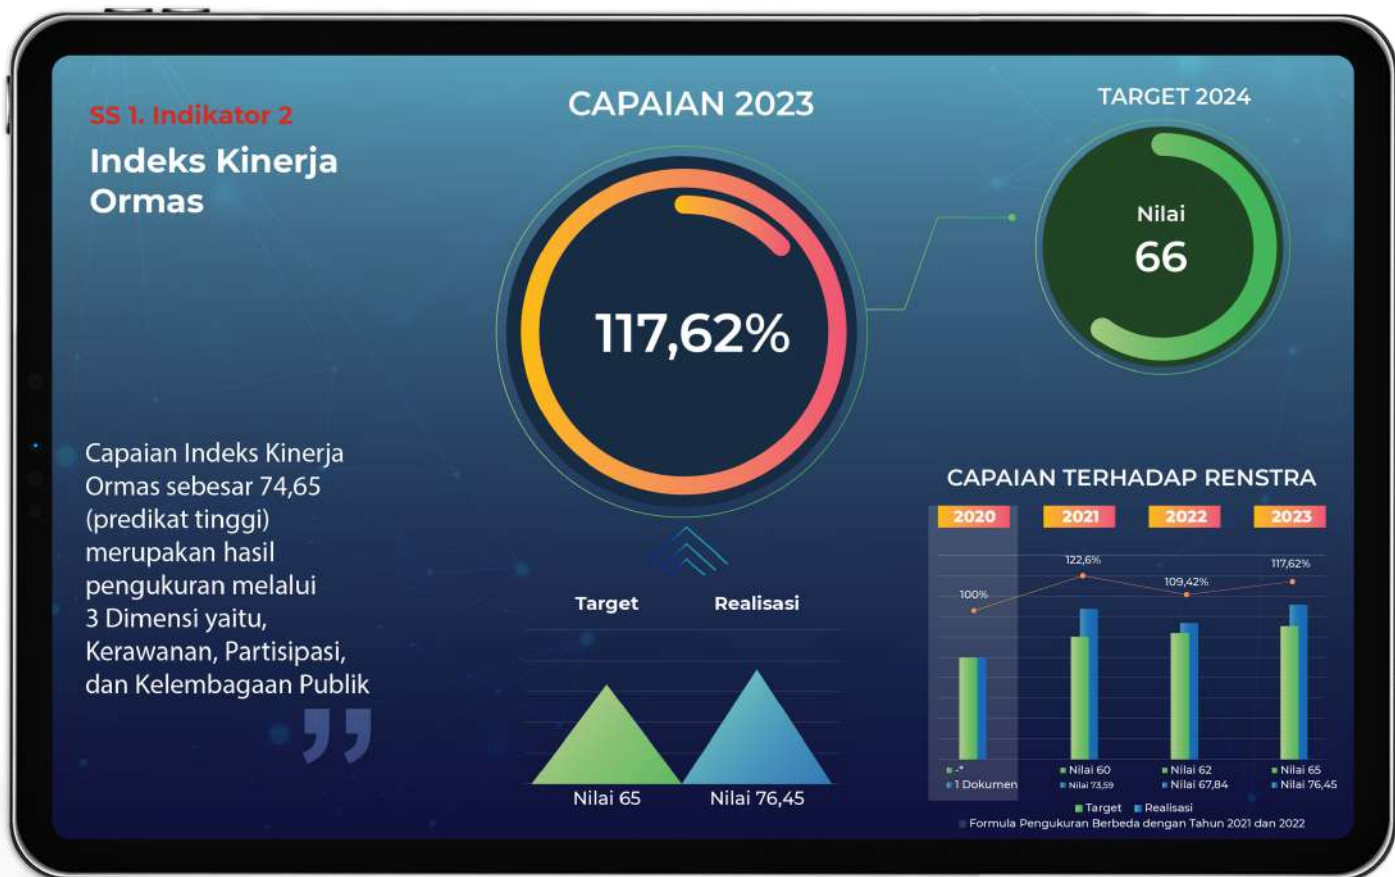 SS 1. Indikator 2
Indeks Kinerja
Ormas
Capaian Indeks Kinerja
Ormas sebesar 74,65
(predikat tinggi)
merupakan hasil
pengukuran melalui
3 Dimensi yaitu,
Kerawanan, Partisipasi,
dan Kelembagaan Publik
”
CAPAIAN 2023
117,62%
Target Realisasi
Nilai 65 Nilai 76,45
TARGET 2024
Nilai
66
CAPAIAN TERHADAP RENSTRA
2020 2021 2022 2023
100% 122,6% 109,42% 117,62%
-* Nilai 60 Nilai 62 Nilai 65
1 Dokumen Nilai 73,59 Nilai 67,84 Nilai 76,45
Target Realisasi
Formula Pengukuran Berbeda dengan Tahun 2021 dan 2022